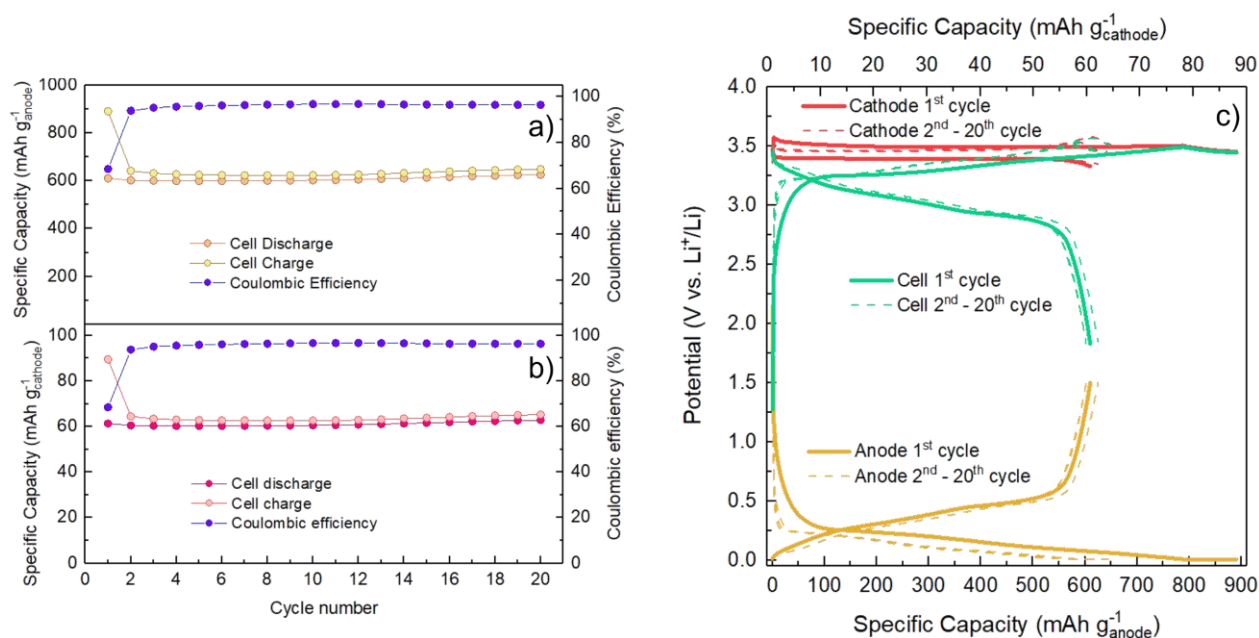 a)
Specific Capacity (mAh g⁻¹anode)
1000
800
600
400
200
Coulombic Efficiency (%)
100
80
60
40
20
Cell Discharge
Cell Charge
Coulombic Efficiency
b)
Specific Capacity (mAh g⁻¹cathode)
100
80
60
40
20
0
Coulombic efficiency (%)
100
80
60
40
20
0
Cell discharge
Cell charge
Coulombic efficiency
0 2 4 6 8 10 12 14 16 18 20
Cycle number
Specific Capacity (mAh g⁻¹cathode)
0 10 20 30 40 50 60 70 80 90
c)
Potential (V vs. Li⁺/Li)
4.0
3.5
3.0
2.5
2.0
1.5
1.0
0.5
0.0
Cathode 1st cycle
Cathode 2nd - 20th cycle
Cell 1st cycle
Cell 2nd - 20th cycle
Anode 1st cycle
Anode 2nd - 20th cycle
0 100 200 300 400 500 600 700 800 900
Specific Capacity (mAh g⁻¹anode)